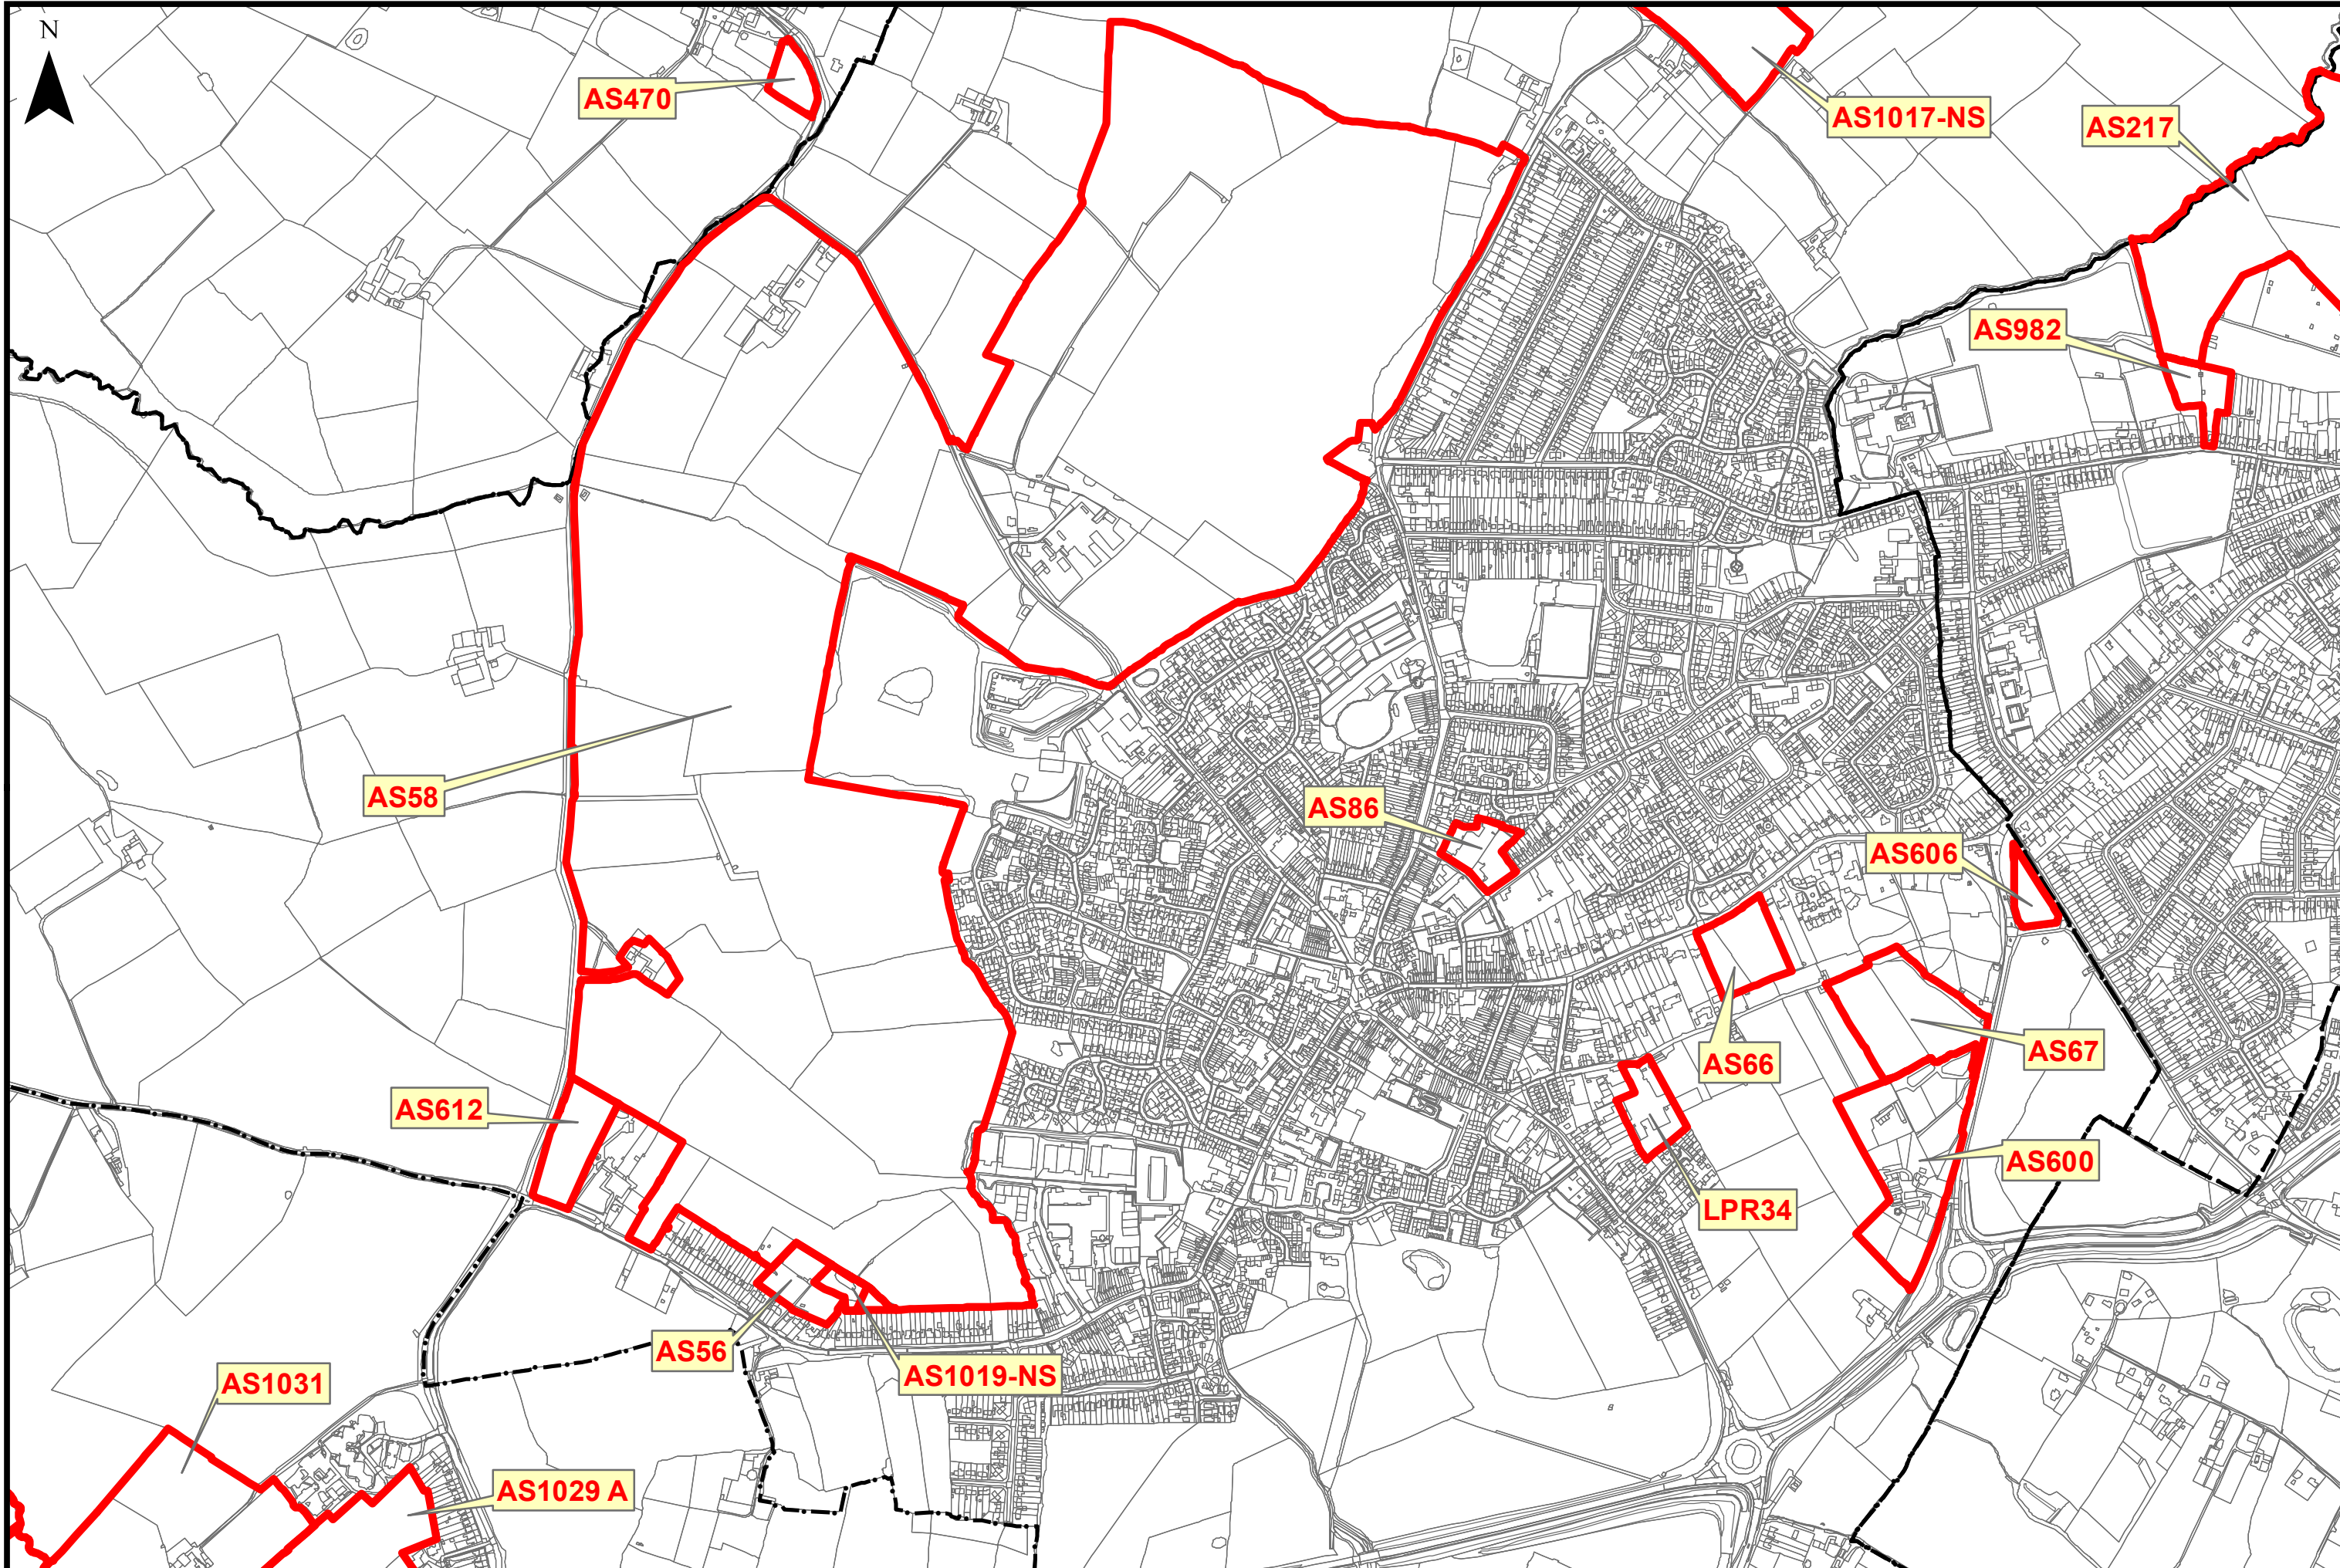 N
AS470
AS1017-NS
AS217
AS982
AS58
AS86
AS606
AS66
AS67
AS612
AS600
LPR34
AS56
AS1019-NS
AS1031
AS1029 A